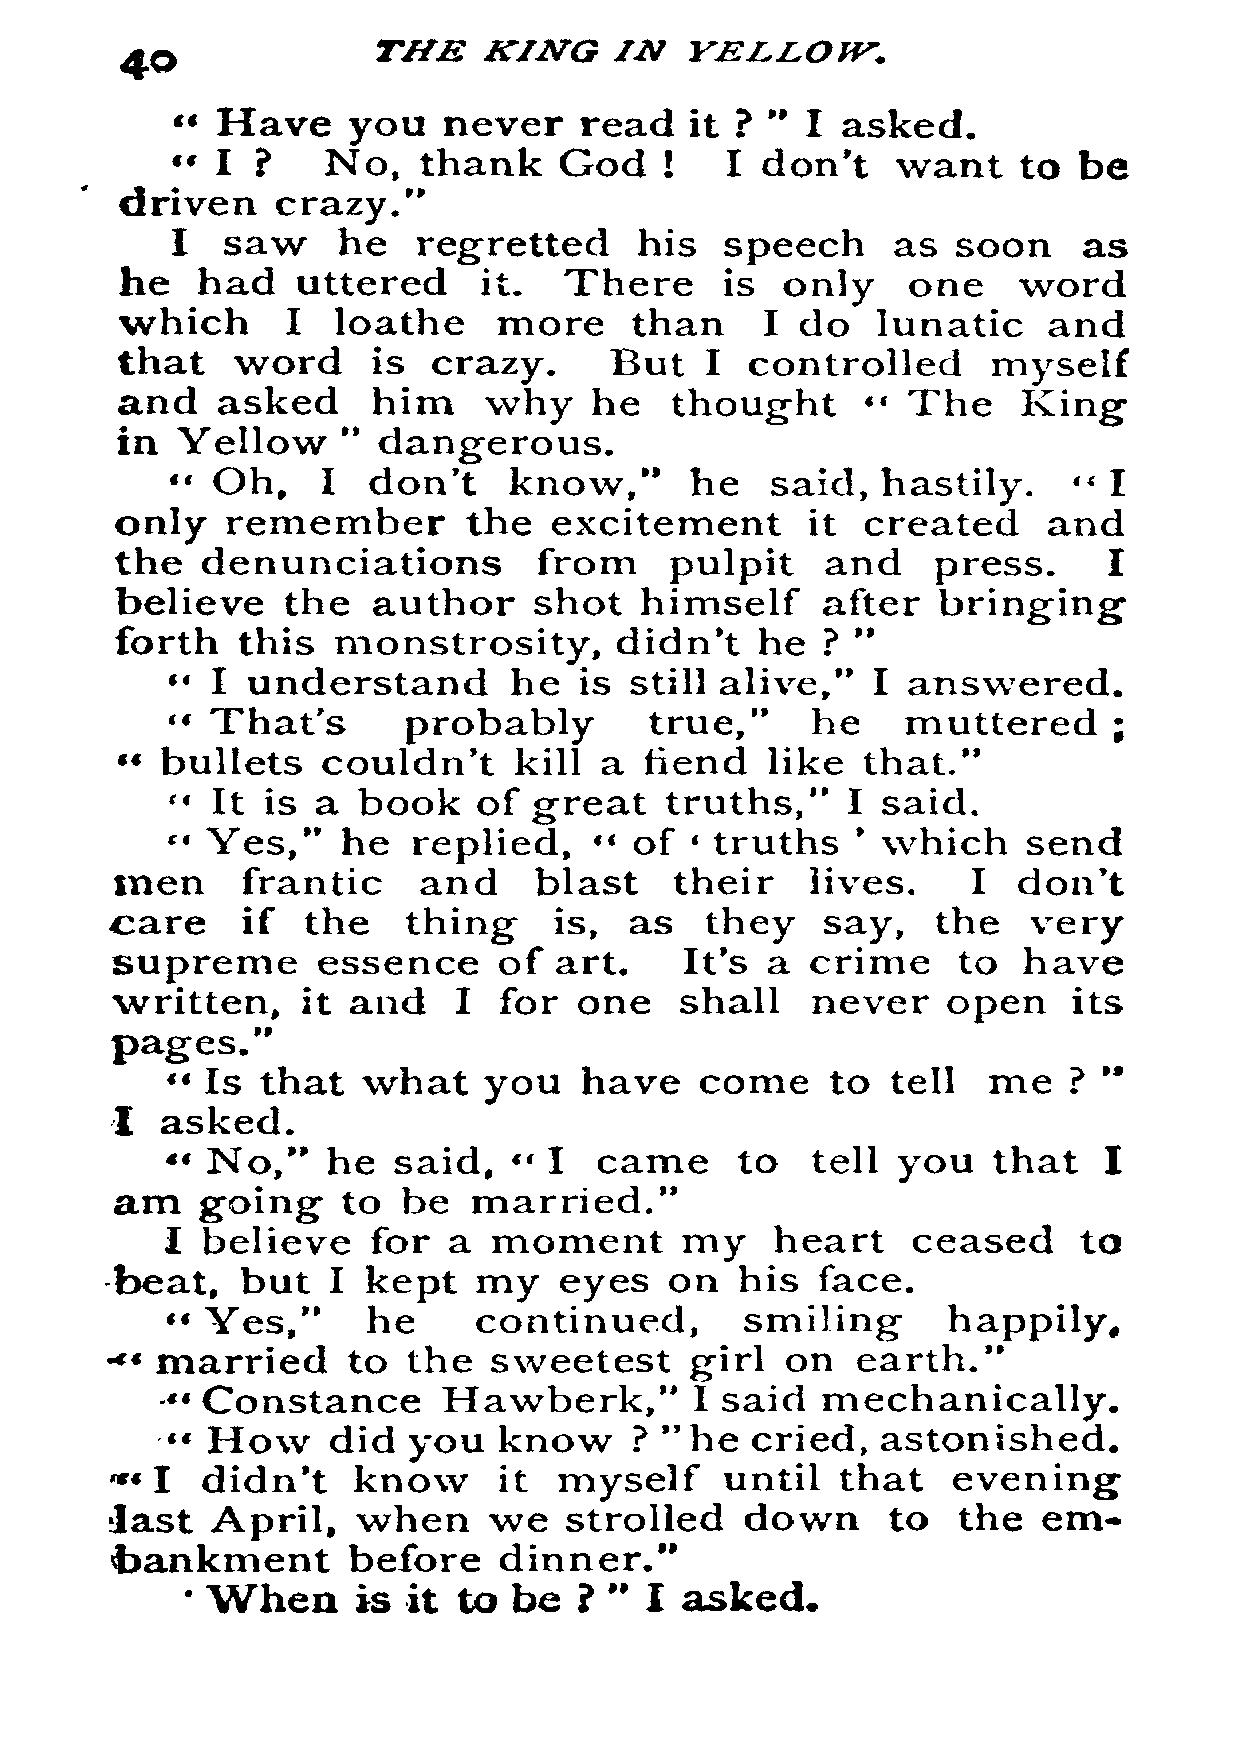 40 THE KING IN YELLOW.
" Have you never read it ? " I asked.
" I ? No, thank God ! I don't want to be
driven crazy."
I saw he regretted his speech as soon as
he had uttered it. There is only one word
which I loathe more than I do lunatic and
that word is crazy. But I controlled myself
and asked him why he thought " The King
in Yellow " dangerous.
" Oh, I don't know," he said, hastily. " I
only remember the excitement it created and
the denunciations from pulpit and press. I
believe the author shot himself after bringing
forth this monstrosity, didn't he ? "
" I understand he is still alive," I answered.
" That's probably true," he muttered ;
" bullets couldn't kill a fiend like that."
" It is a book of great truths," I said.
" Yes," he replied, " of ' truths ' which send
men frantic and blast their lives. I don't
care if the thing is, as they say, the very
supreme essence of art. It's a crime to have
written, it and I for one shall never open its
pages."
" Is that what you have come to tell me ? "
I asked.
" No," he said, " I came to tell you that I
am going to be married."
I believe for a moment my heart ceased to
beat, but I kept my eyes on his face.
" Yes," he continued, smiling happily,
" married to the sweetest girl on earth."
" Constance Hawberk," I said mechanically.
" How did you know ? " he cried, astonished.
" I didn't know it myself until that evening
last April, when we strolled down to the em-
bankment before dinner."
' When is it to be ? " I asked.